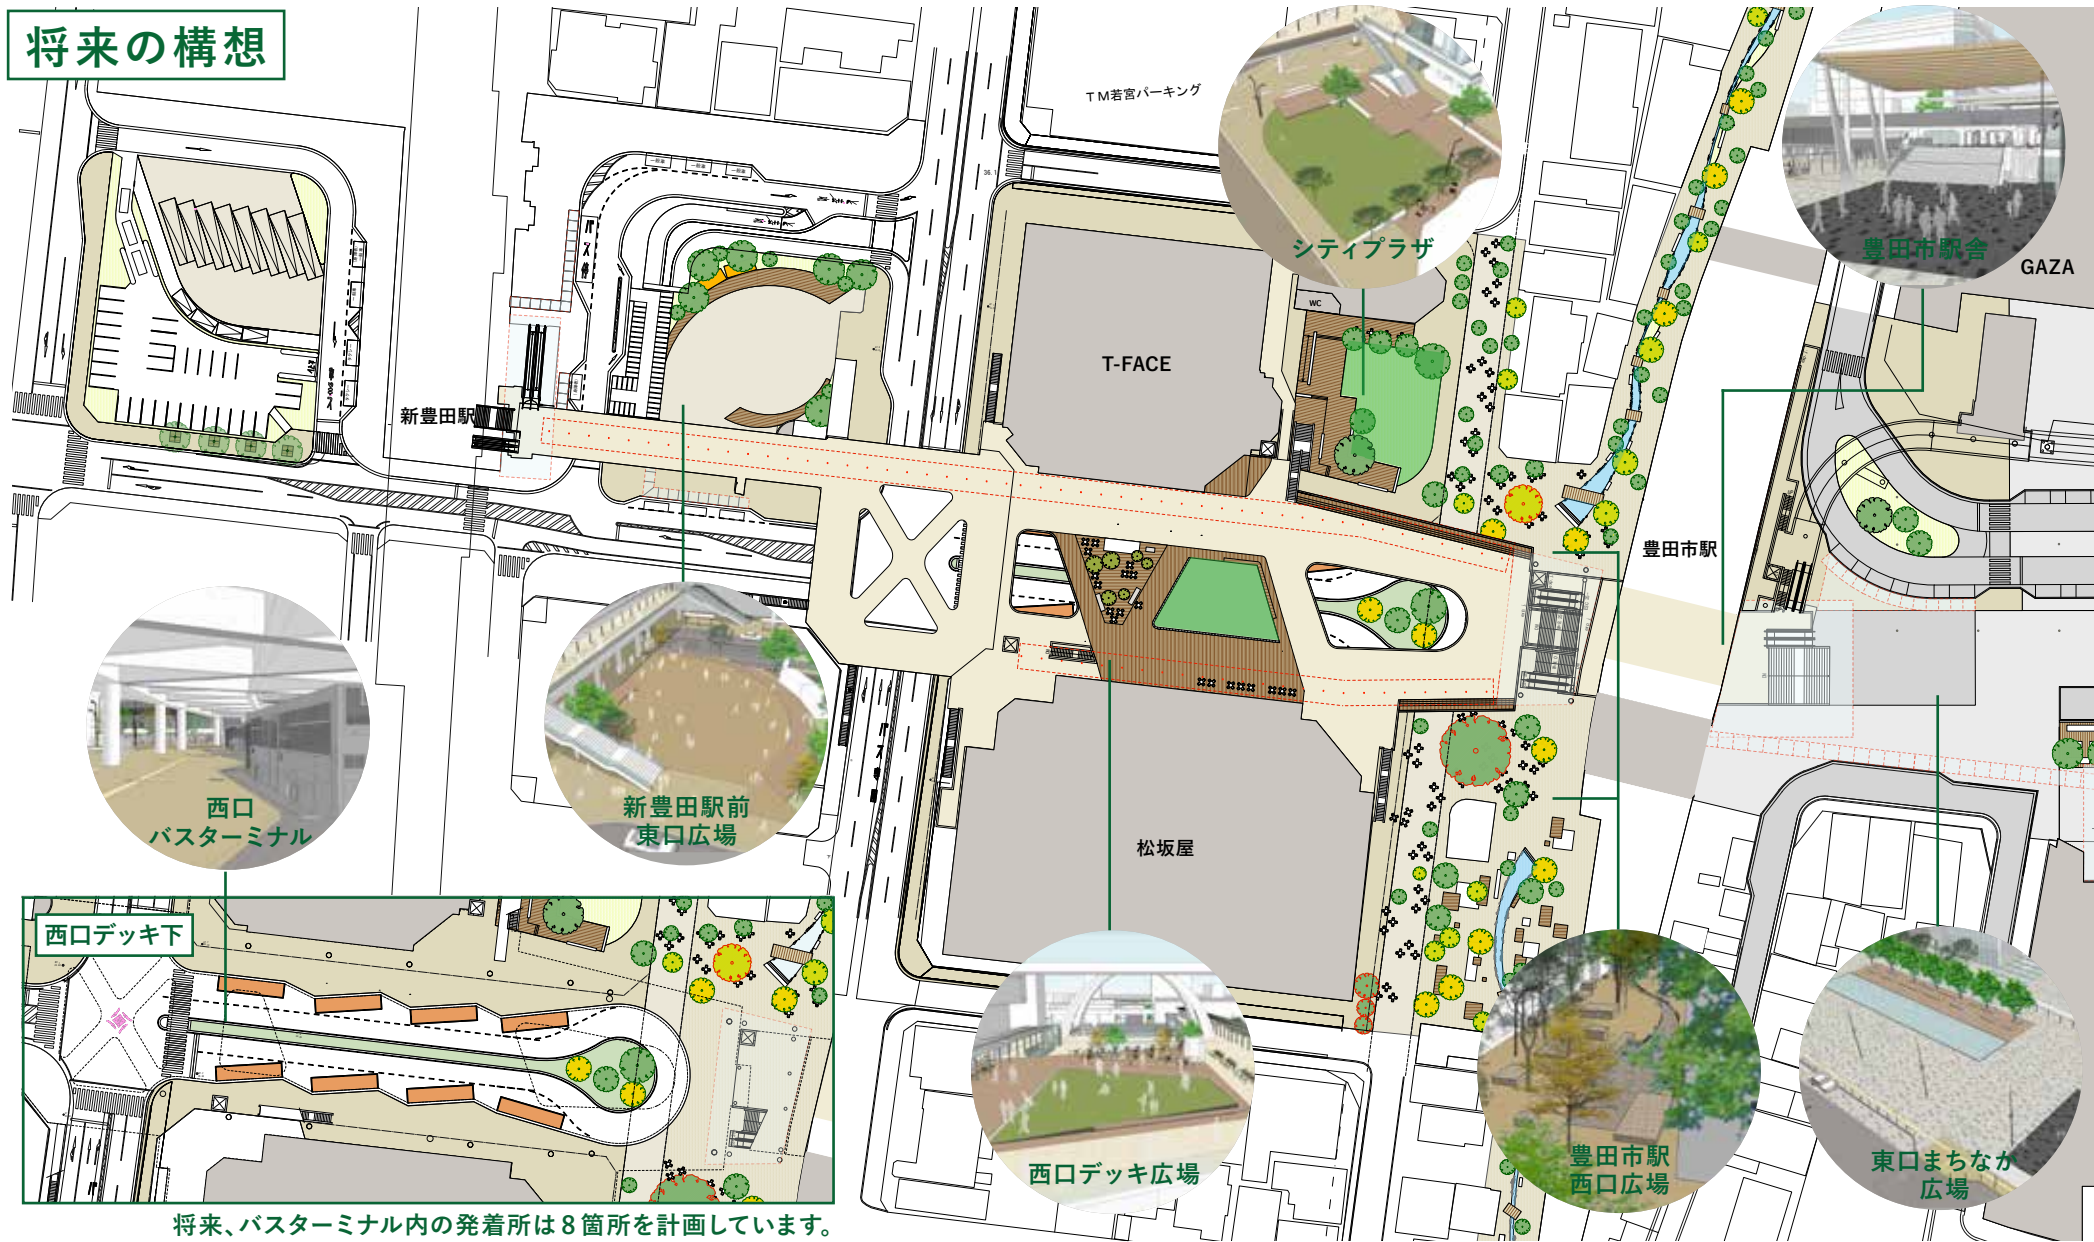 将来の構想
TM若宮パーキング
シティプラザ
豊田市駅舎
GAZA
WC
T-FACE
新豊田駅
豊田市駅
西口
バスターミナル
新豊田駅前
東口広場
松坂屋
西口デッキ下
西口デッキ広場
豊田市駅
西口広場
東口まちなか
広場
将来、バスターミナル内の発着所は8箇所を計画しています。